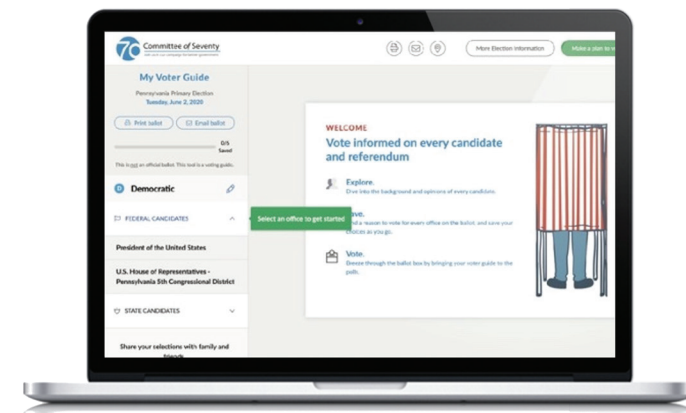 70
Committee of Seventy
More Election Information
Make a plan to v
My Voter Guide
Pennsylvania Primary Election
Tuesday, June 2, 2020
Print ballot
Email ballot
0/5
Saved
This is not an official ballot. This tool is a voting guide.
D Democratic
FEDERAL CANDIDATES
President of the United States
U.S. House of Representatives -
Pennsylvania 5th Congressional District
STATE CANDIDATES
Share your selections with family and
friends
Select an office to get started
WELCOME
Vote informed on every candidate
and referendum
Explore.
Dive into the background and opinions of every candidate.
ave.
d a reason to vote for every office on the ballot and save your
choices as you go.
Vote.
Breeze through the ballot box by bringing your voter guide to the
polls.